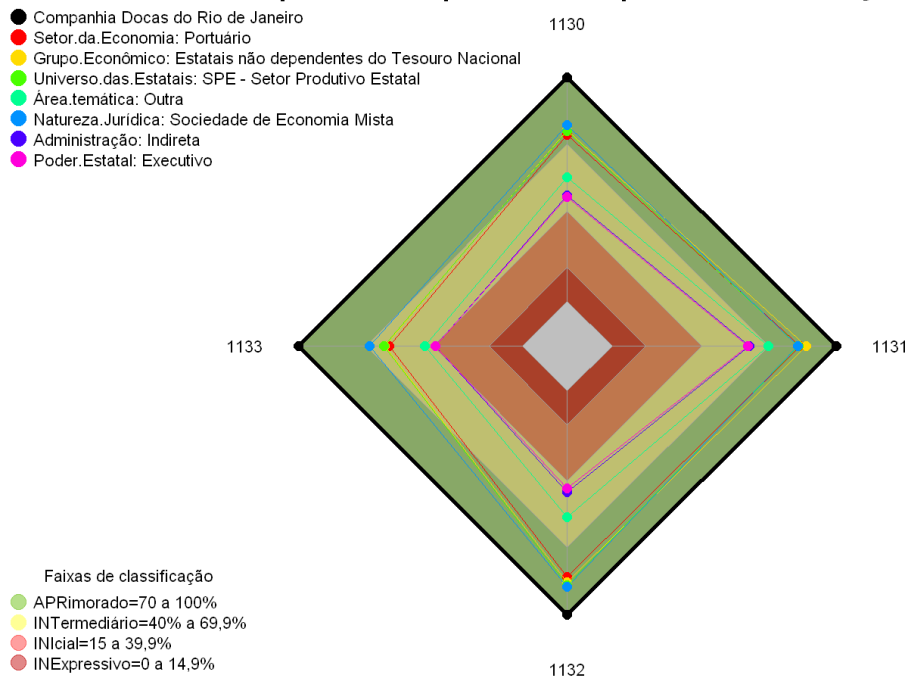 1130
Companhia Docas do Rio de Janeiro
Setor.da.Economia: Portuário
Grupo.Econômico: Estatais não dependentes do Tesouro Nacional
Universo.das.Estatais: SPE - Setor Produtivo Estatal
Área.temática: Outra
Natureza.Jurídica: Sociedade de Economia Mista
Administração: Indireta
Poder.Estatal: Executivo
1133
1131
Faixas de classificação
APRimorado=70 a 100%
INTermediário=40% a 69,9%
INIcial=15 a 39,9%
INExpressivo=0 a 14,9%
1132